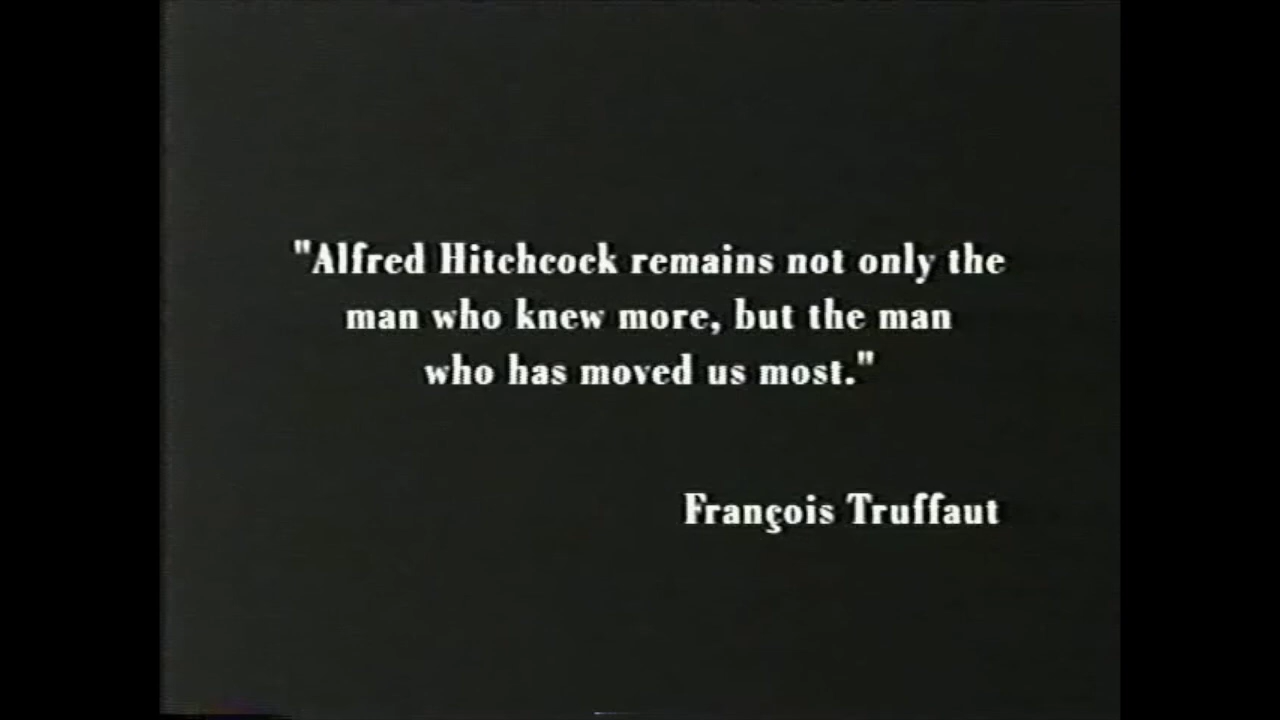 "Alfred Hitchcock remains not only the
man who knew more, but the man
who has moved us most."
François Truffaut